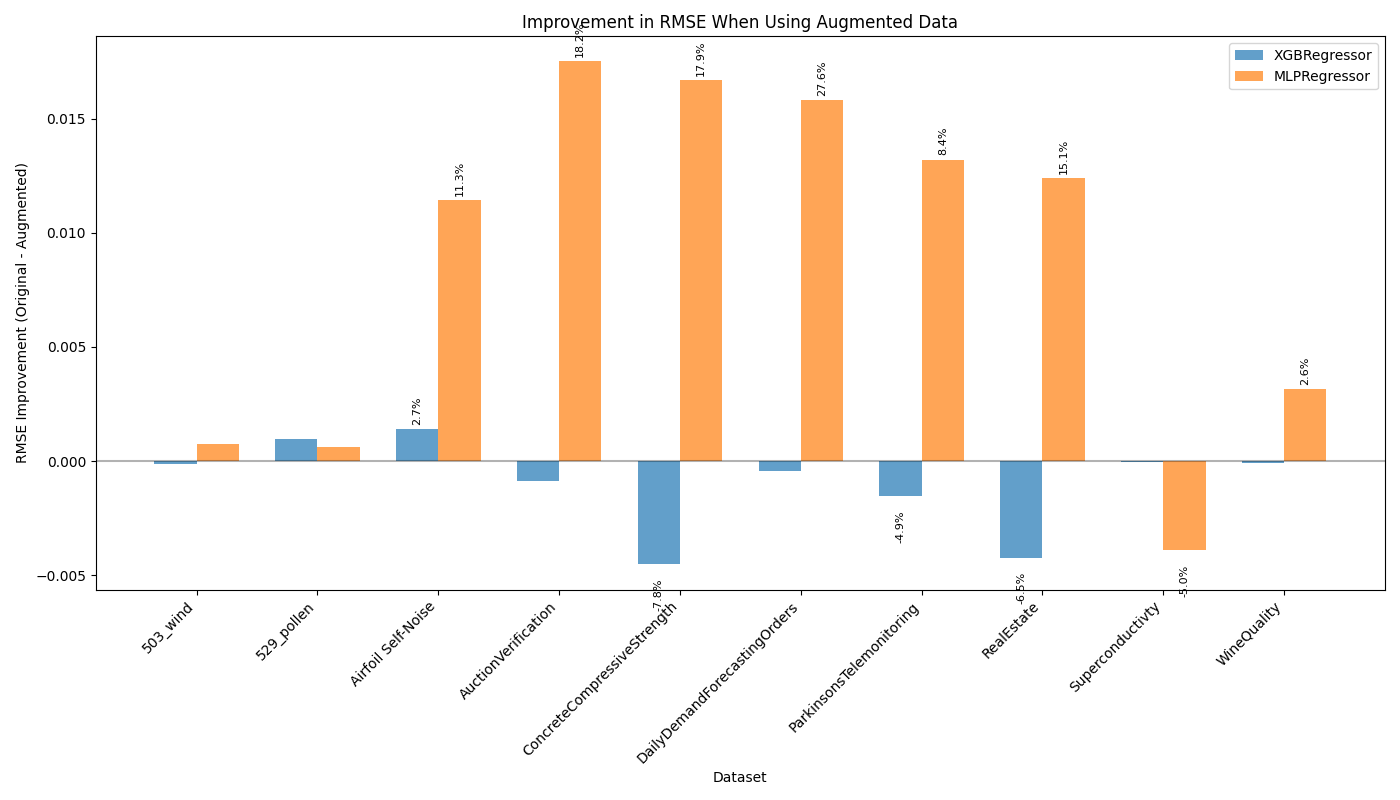 Improvement in RMSE When Using Augmented Data
XGBRegressor
MLPRegressor
RMSE Improvement (Original - Augmented)
0.015
0.010
0.005
0.000
−0.005
2.7%
11.3%
18.2%
-7.8%
17.9%
27.6%
-4.9%
8.4%
-6.5%
15.1%
-5.0%
2.6%
503_wind
529_pollen
Airfoil Self-Noise
AuctionVerification
ConcreteCompressiveStrength
DailyDemandForecastingOrders
ParkinsonsTelemonitoring
RealEstate
Superconductivty
WineQuality
Dataset